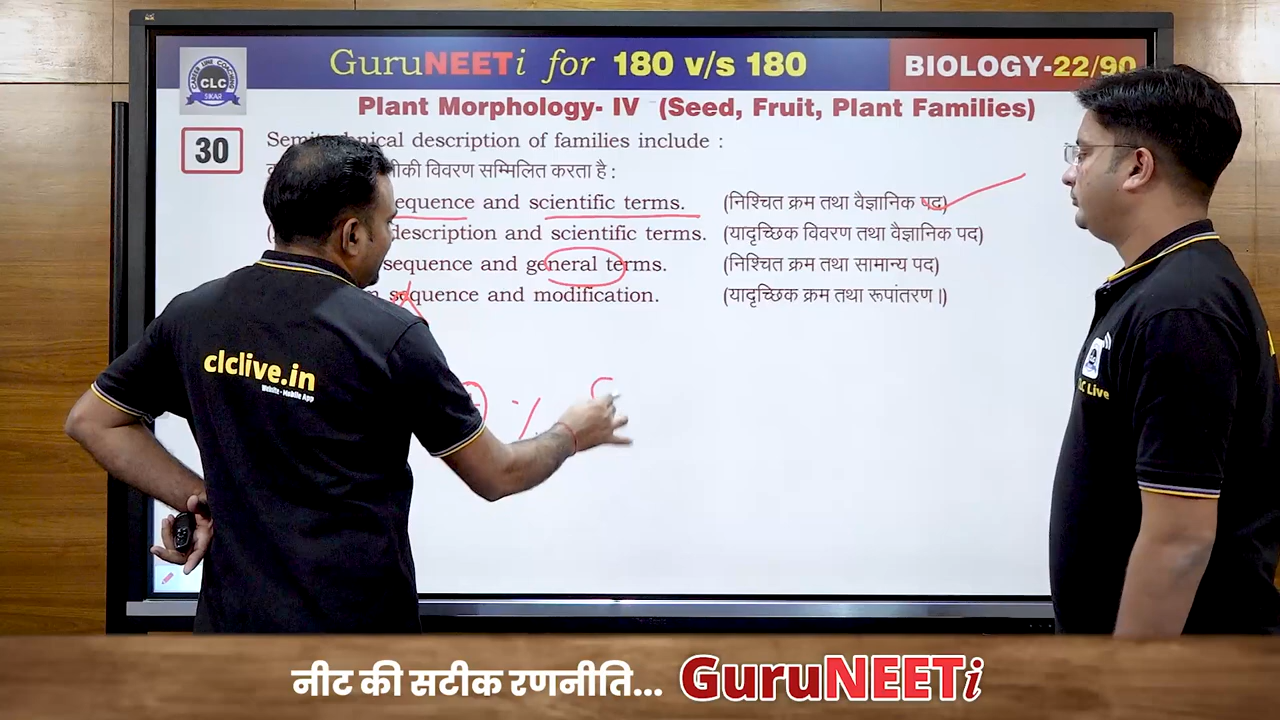 GuruNEETi for 180 v/s 180
BIOLOGY-22/90
CLC
SIKAR
Plant Morphology- IV (Seed, Fruit, Plant Families)
30
description of families include :
विवरण सम्मिलित करता है :
and scientific terms. (निश्चित क्रम तथा वैज्ञानिक पद)
description and scientific terms. (यादृच्छिक विवरण तथा वैज्ञानिक पद)
sequence and general terms. (निश्चित क्रम तथा सामान्य पद)
sequence and modification. (यादृच्छिक क्रम तथा रूपांतरण।)
clclive.in
Website - Mobile App
CLC Live
नीट की सटीक रणनीति... GuruNEETi